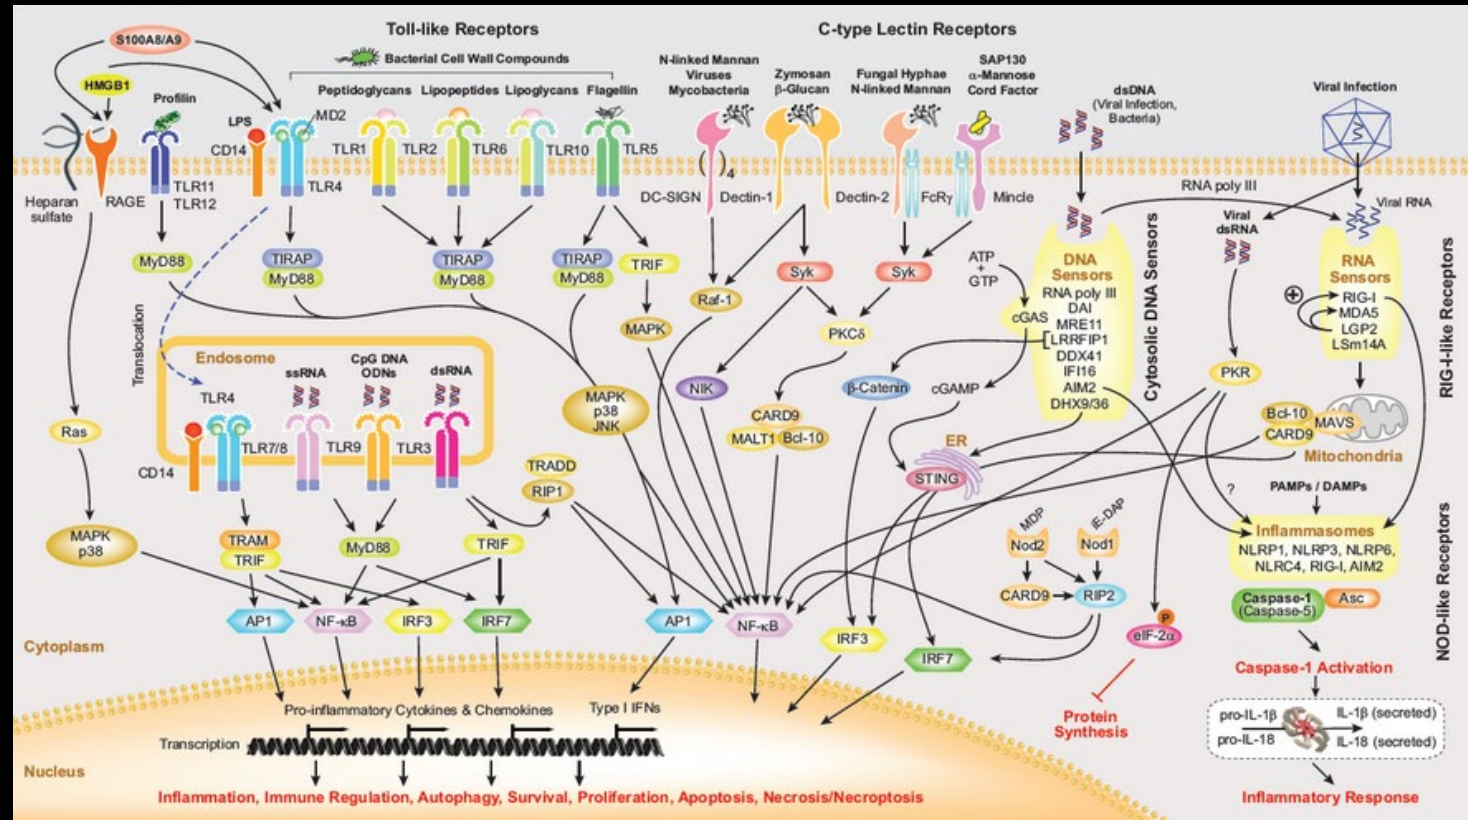 Toll-like Receptors
C-type Lectin Receptors
S100A8/A9
HMGB1
Bacterial Cell Wall Compounds
Profilin
Peptidoglycans
Lipopeptides
Lipoglycans
Flagellin
N-linked Mannan
Viruses
Mycobacteria
Zymosan
β-Glucan
Fungal Hyphae
N-linked Mannan
SAP130
α-Mannose
Cord Factor
dsDNA
(Viral Infection,
Bacteria)
Viral Infection
LPS
MD2
CD14
TLR1
TLR2
TLR6
TLR10
TLR5
( )4
Heparan
sulfate
RAGE
TLR11
TLR12
TLR4
DC-SIGN
Dectin-1
Dectin-2
FcRγ
Mincle
RNA poly III
Viral RNA
Viral
dsRNA
MyD88
TIRAP
MyD88
TIRAP
MyD88
TIRAP
MyD88
TRIF
MAPK
Raf-1
Syk
Syk
PKCδ
NIK
CARD9
MALT1
Bcl-10
ATP
+
GTP
cGAS
cGAMP
β-Catenin
DNA
Sensors
RNA poly III
DAI
MRE11
LRRFIP1
DDX41
IFI16
AIM2
DHX9/36
Cytosolic DNA Sensors
RNA
Sensors
RIG-I
MDA5
LGP2
LSm14A
+
RIG-I-like Receptors
PKR
Bcl-10
CARD9
MAVS
Mitochondria
Translocation
Endosome
ssRNA
CpG DNA
ODNs
dsRNA
TLR4
CD14
TLR7/8
TLR9
TLR3
MAPK
p38
JNK
Ras
MAPK
p38
TRADD
RIP1
TRAM
TRIF
MyD88
TRIF
ER
STING
AP1
NF-κB
IRF3
IRF7
AP1
NF-κB
IRF3
IRF7
MDP
iE-DAP
Nod2
Nod1
CARD9
RIP2
?
PAMPs / DAMPs
Inflammasomes
NLRP1, NLRP3, NLRP6,
NLRC4, RIG-I, AIM2
Caspase-1
(Caspase-5)
Asc
NOD-like Receptors
P
eIF-2α
Protein
Synthesis
Caspase-1 Activation
pro-IL-1β
pro-IL-18
IL-1β (secreted)
IL-18 (secreted)
Inflammatory Response
Cytoplasm
Pro-inflammatory Cytokines & Chemokines
Type I IFNs
Transcription
Nucleus
Inflammation, Immune Regulation, Autophagy, Survival, Proliferation, Apoptosis, Necrosis/Necroptosis